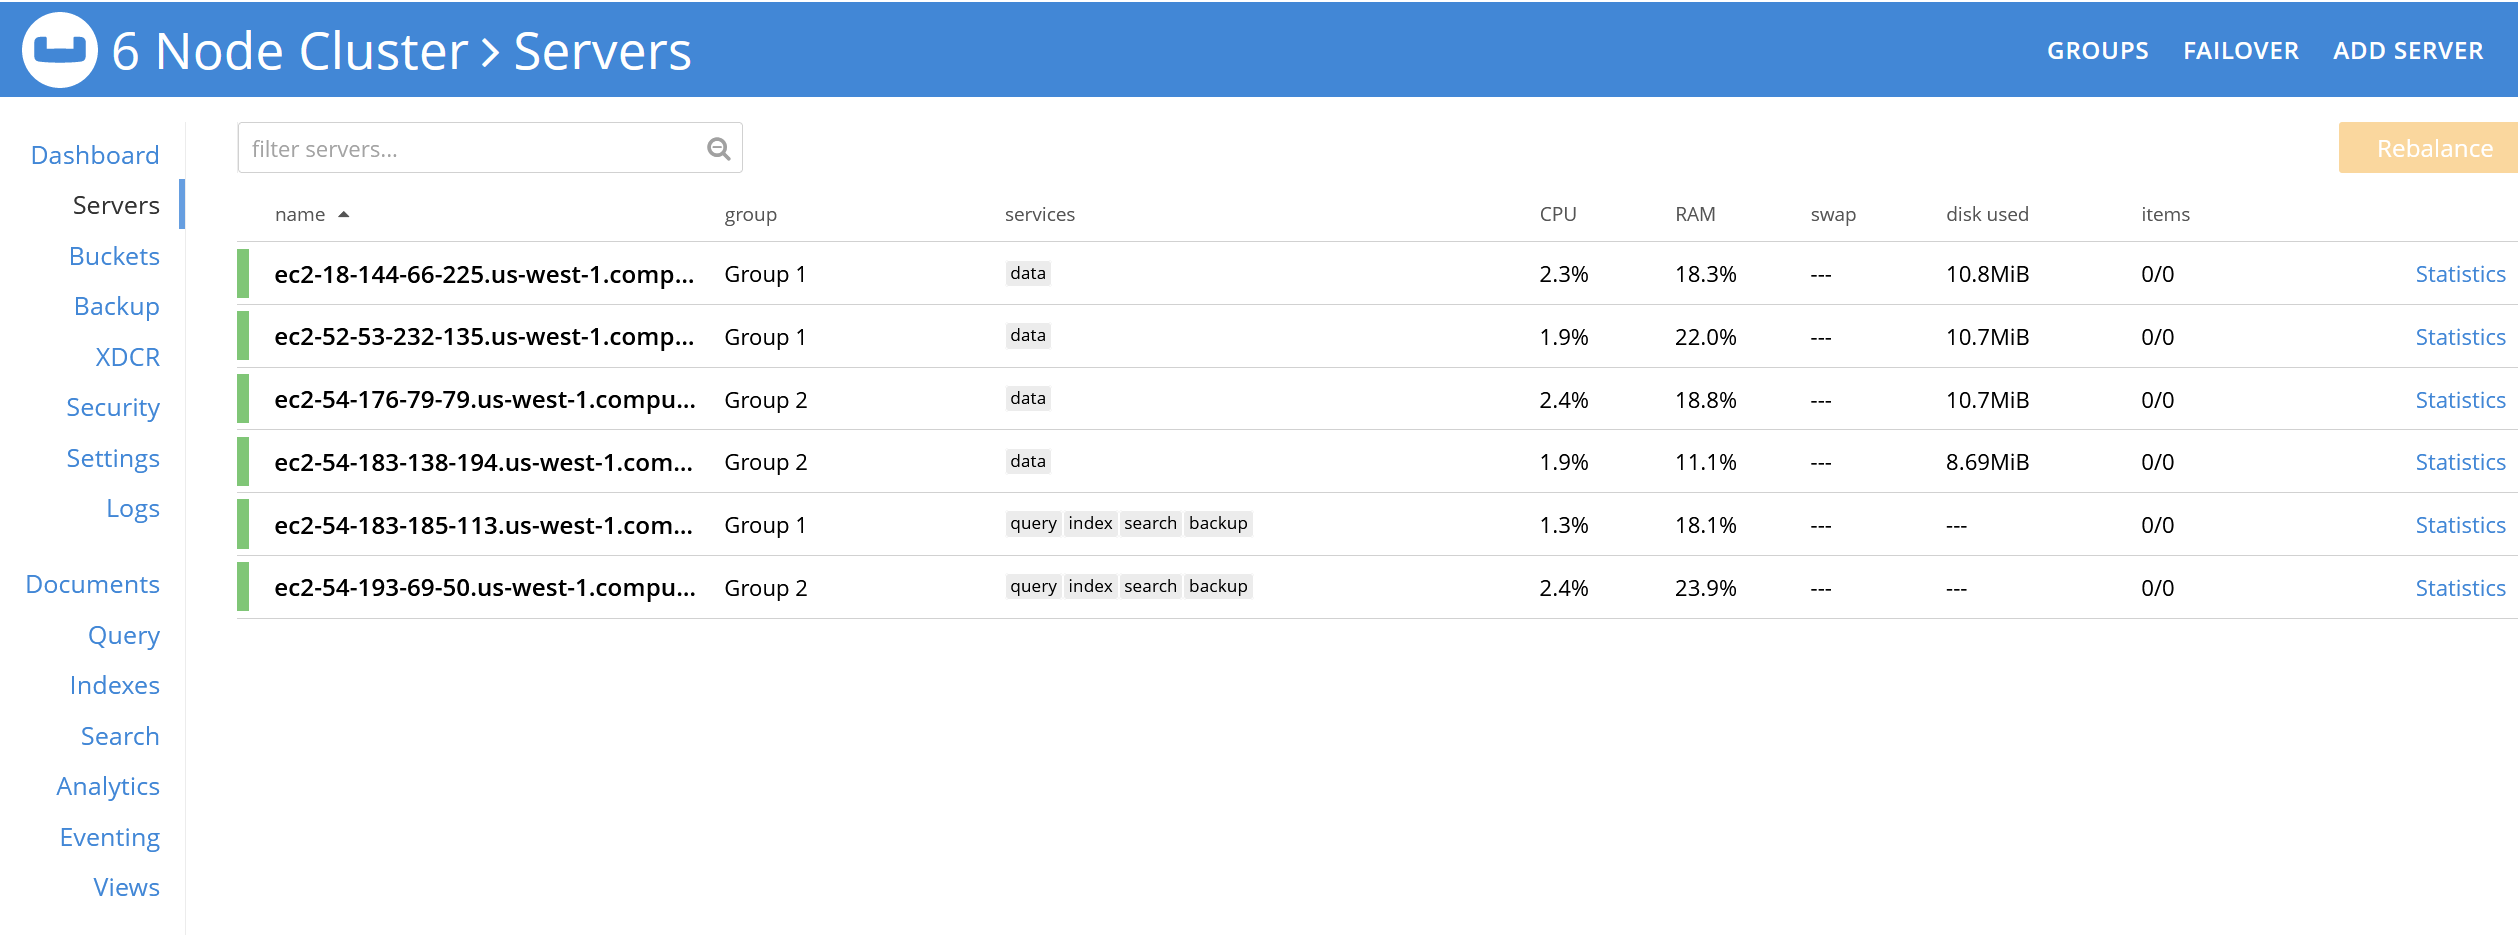 6 Node Cluster > Servers
GROUPS FAILOVER ADD SERVER
Dashboard
Servers
Buckets
Backup
XDCR
Security
Settings
Logs
Documents
Query
Indexes
Search
Analytics
Eventing
Views
filter servers...
Rebalance
name group services CPU RAM swap disk used items
ec2-18-144-66-225.us-west-1.comp... Group 1 data 2.3% 18.3% --- 10.8MiB 0/0 Statistics
ec2-52-53-232-135.us-west-1.comp... Group 1 data 1.9% 22.0% --- 10.7MiB 0/0 Statistics
ec2-54-176-79-79.us-west-1.compu... Group 2 data 2.4% 18.8% --- 10.7MiB 0/0 Statistics
ec2-54-183-138-194.us-west-1.com... Group 2 data 1.9% 11.1% --- 8.69MiB 0/0 Statistics
ec2-54-183-185-113.us-west-1.com... Group 1 query index search backup 1.3% 18.1% --- --- 0/0 Statistics
ec2-54-193-69-50.us-west-1.compu... Group 2 query index search backup 2.4% 23.9% --- --- 0/0 Statistics